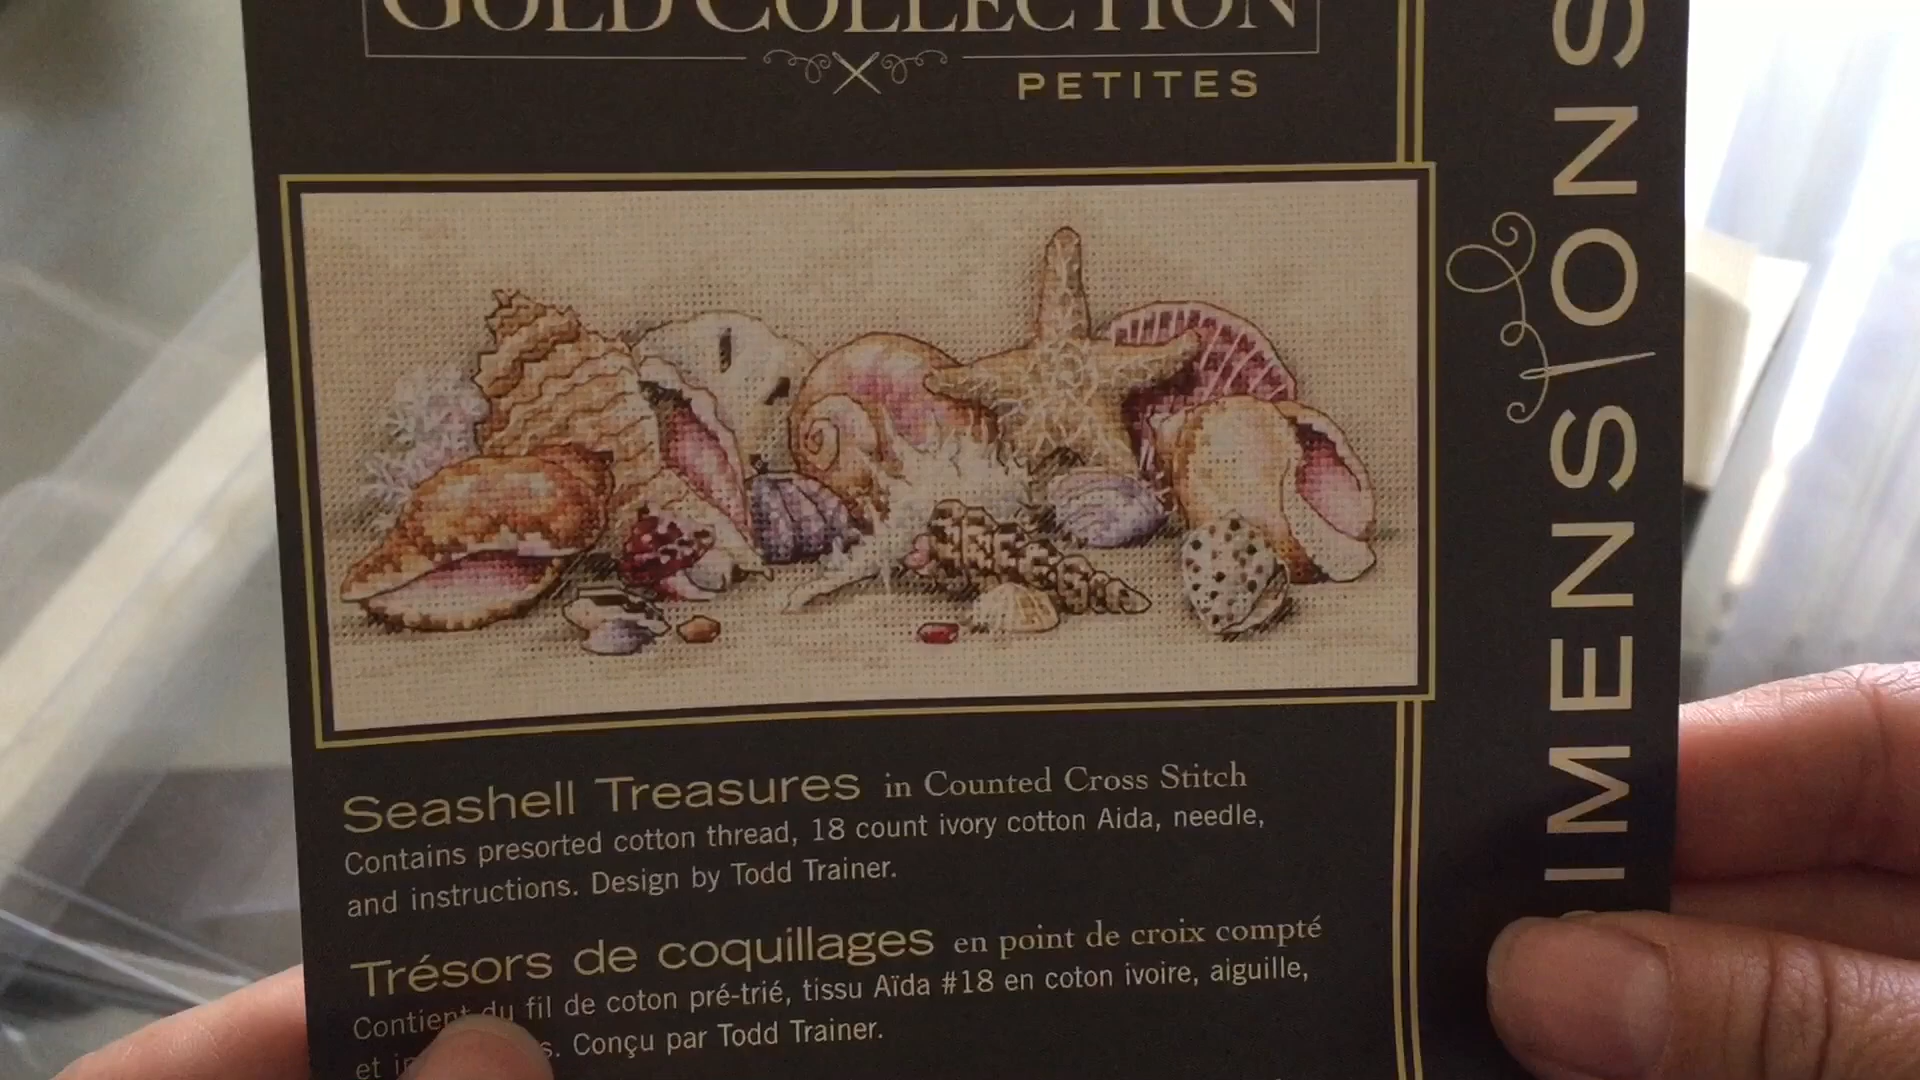 GOLD COLLECTION
PETITES
IMENSIONS
Seashell Treasures in Counted Cross Stitch
Contains presorted cotton thread, 18 count ivory cotton Aida, needle,
and instructions. Design by Todd Trainer.
Trésors de coquillages en point de croix compté
Contient du fil de coton pré-trié, tissu Aïda #18 en coton ivoire, aiguille,
et Conçu par Todd Trainer.